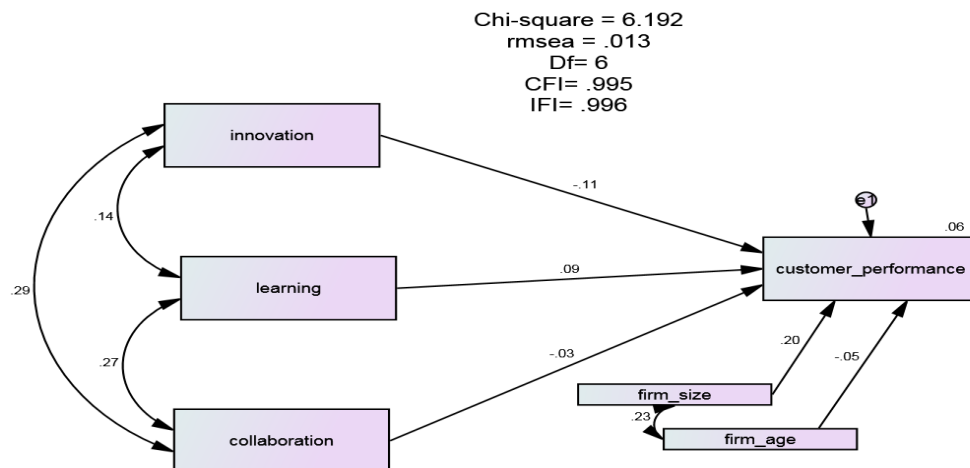 Chi-square = 6.192
rmsea = .013
Df= 6
CFI= .995
IFI= .996
innovation
-.11
e1
.14
.06
learning
.09
customer_performance
.29
.27
-.03
.20
-.05
firm_size
.23
collaboration
firm_age